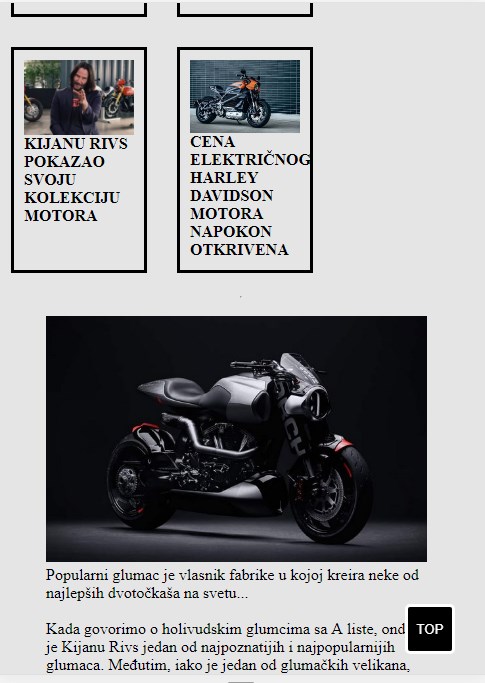 KIJANU RIVS
POKAZAO
SVOJU
KOLEKCIJU
MOTORA
CENA
ELEKTRIČNOG
HARLEY
DAVIDSON
MOTORA
NAPOKON
OTKRIVENA
Popularni glumac je vlasnik fabrike u kojoj kreira neke od
najlepših dvotočkaša na svetu...
Kada govorimo o holivudskim glumcima sa A liste, ond
je Kijanu Rivs jedan od najpoznatijih i najpopularnijih
glumaca. Međutim, iako je jedan od glumačkih velikana,
TOP